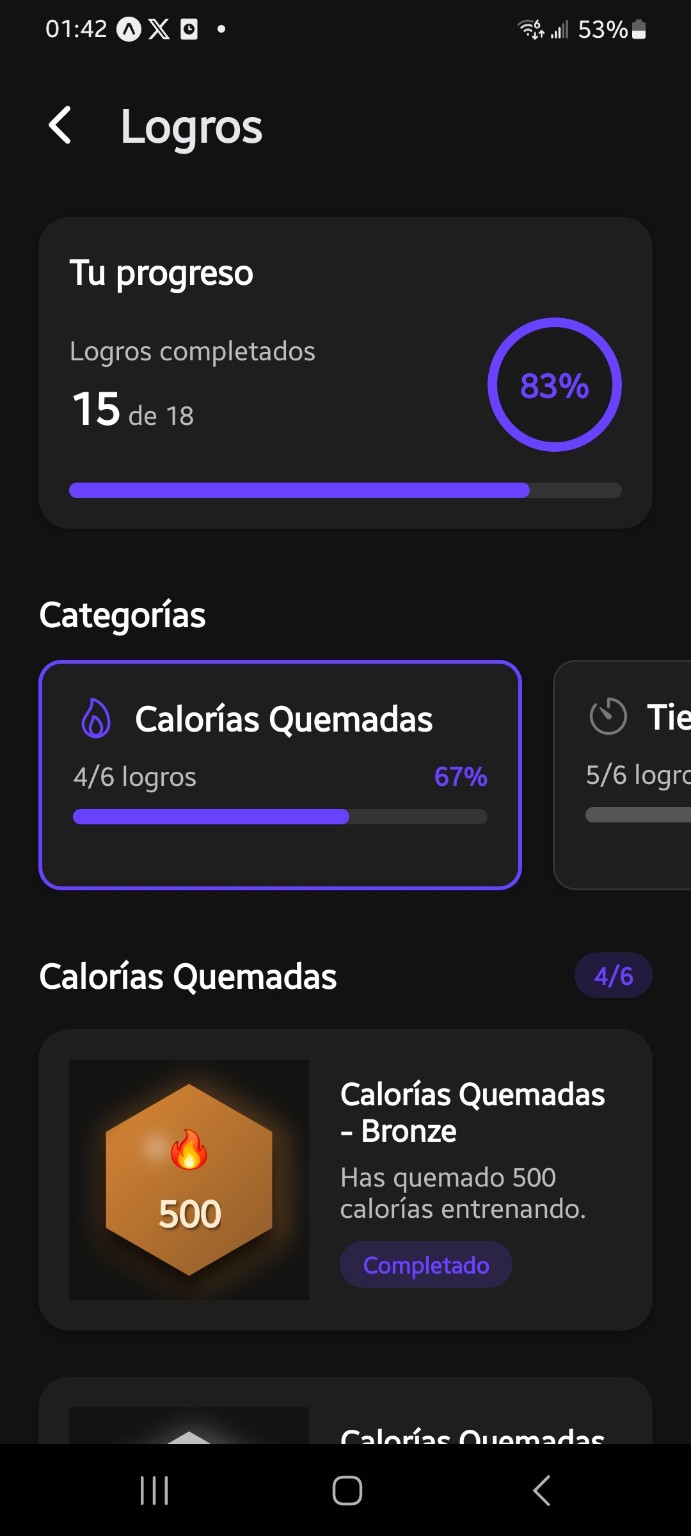 01:42 53%
Logros
Tu progreso
Logros completados
15 de 18
83%
Categorías
Calorías Quemadas
4/6 logros 67%
Tie
5/6 logro
Calorías Quemadas
4/6
500
Calorías Quemadas
- Bronze
Has quemado 500
calorías entrenando.
Completado
Calorías Quemadas